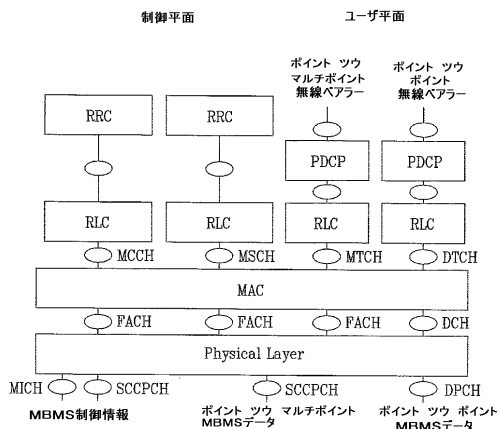 制御平面 ユーザ平面
ポイント ツウ
マルチポイント
無線ベアラー
ポイント ツウ
ポイント
無線ベアラー
RRC RRC
PDCP PDCP
RLC RLC RLC RLC
MCCH MSCH MTCH DTCH
MAC
FACH FACH FACH DCH
Physical Layer
MICH SCCPCH SCCPCH DPCH
MBMS制御情報
ポイント ツウ マルチポイント
MBMSデータ
ポイント ツウ ポイント
MBMSデータ